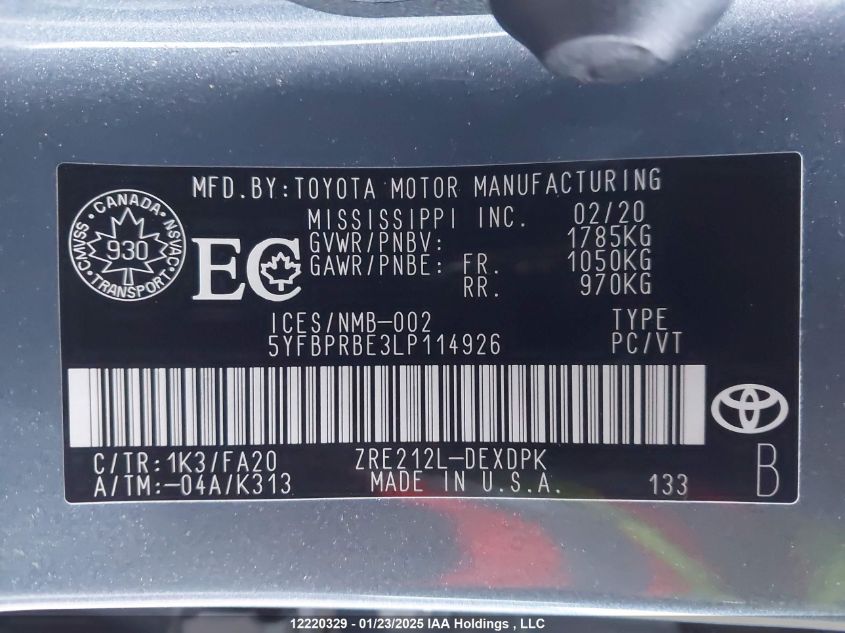 MFD.BY:TOYOTA MOTOR MANUFACTURING
MISSISSIPPI INC. 02/20
CANADA
CMVSS
NSVAC
930
TRANSPORT
EC
GVWR/PNBV: 1785KG
GAWR/PNBE: FR. 1050KG
RR. 970KG
ICES/NMB-002 TYPE
5YFBPRBE3LP114926 PC/VT
C/TR:1K3/FA20 ZRE212L-DEXDPK
A/TM:-04A/K313 MADE IN U.S.A. 133 B
12220329 - 01/23/2025 IAA Holdings , LLC